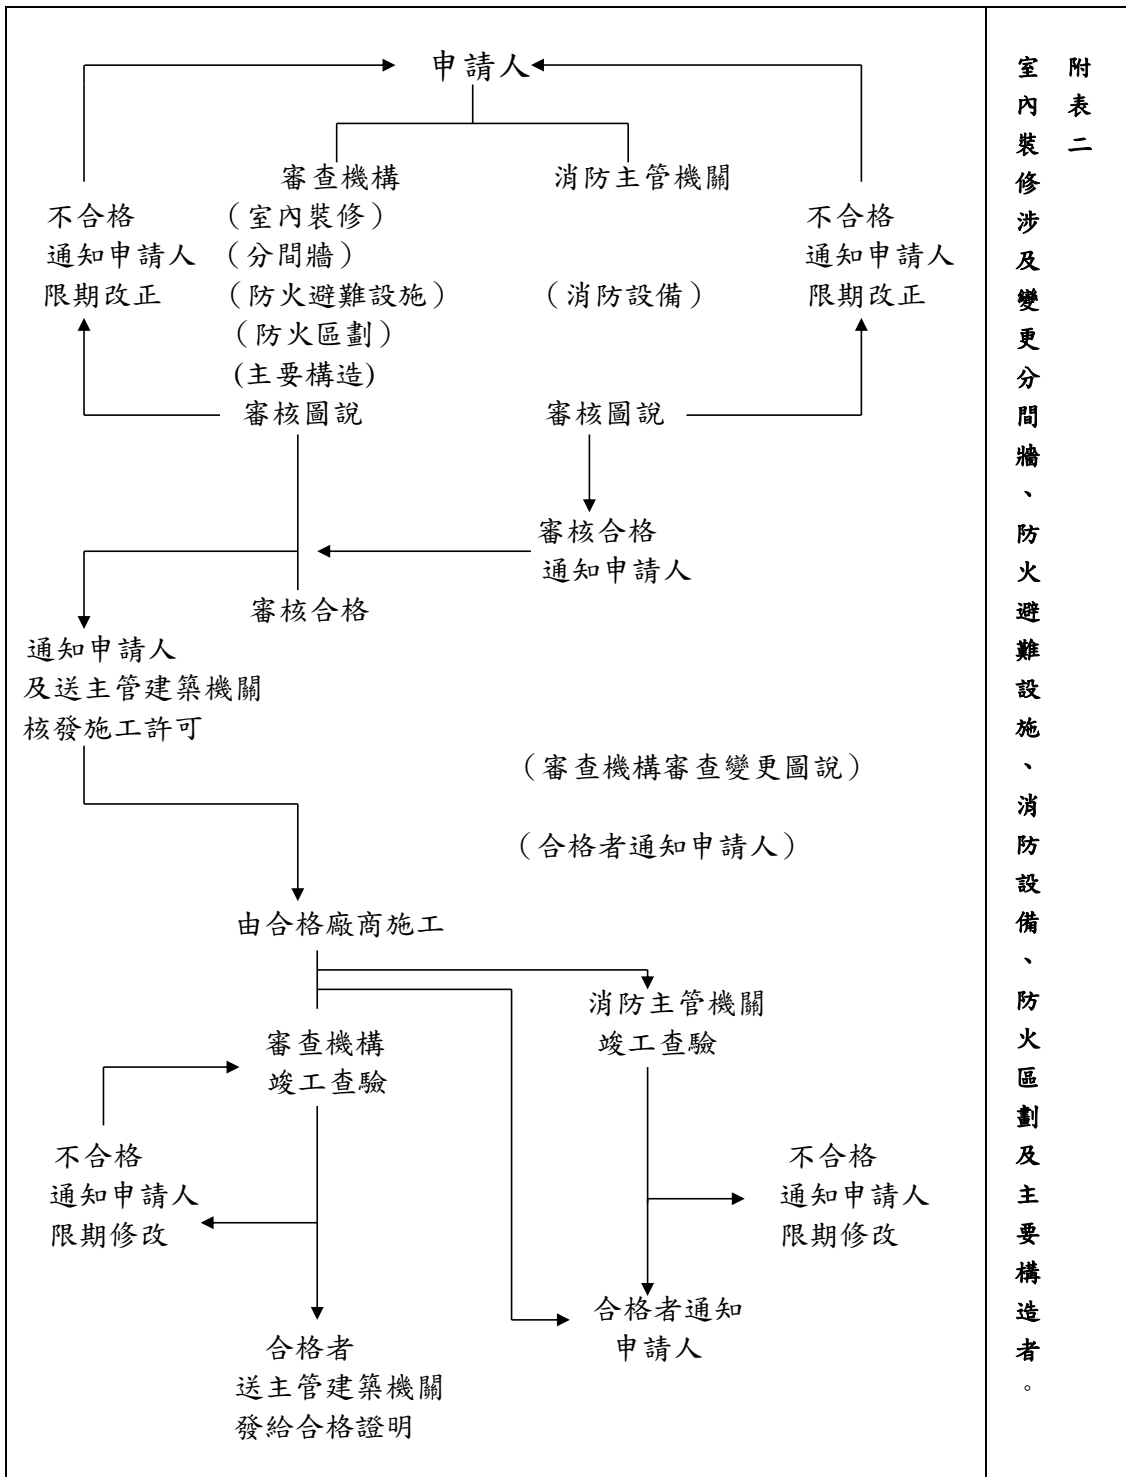 附表二
室內裝修涉及變更分間牆、防火避難設施、消防設備、防火區劃及主要構造者。
申請人
審查機構
(室內裝修)
(分間牆)
(防火避難設施)
(防火區劃)
(主要構造)
審核圖說
消防主管機關
(消防設備)
審核圖說
不合格
通知申請人
限期改正
不合格
通知申請人
限期改正
審核合格
通知申請人
審核合格
通知申請人
及送主管建築機關
核發施工許可
(審查機構審查變更圖說)
(合格者通知申請人)
由合格廠商施工
審查機構
竣工查驗
消防主管機關
竣工查驗
不合格
通知申請人
限期修改
不合格
通知申請人
限期修改
合格者
送主管建築機關
發給合格證明
合格者通知
申請人